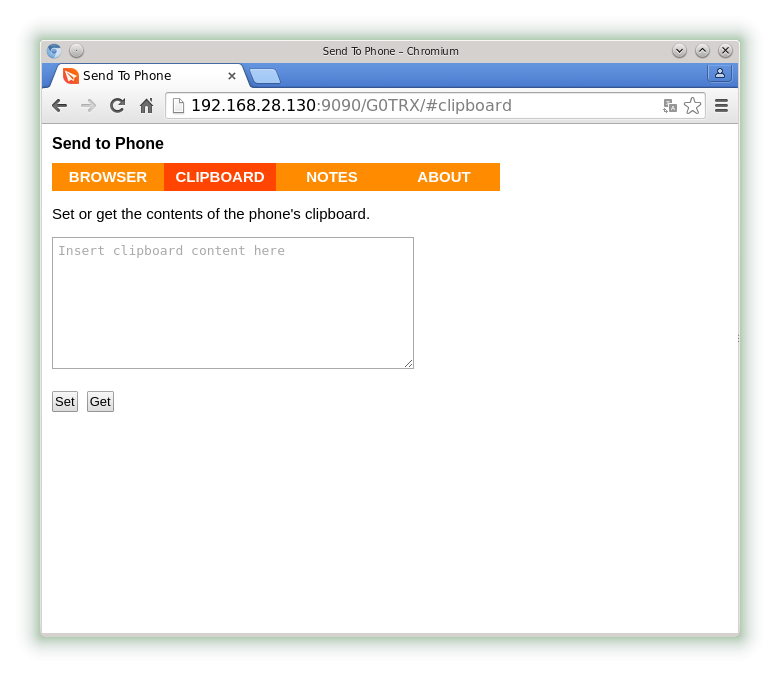 Send To Phone – Chromium
Send To Phone
192.168.28.130:9090/G0TRX/#clipboard
Send to Phone
BROWSER CLIPBOARD NOTES ABOUT
Set or get the contents of the phone's clipboard.
Insert clipboard content here
Set Get